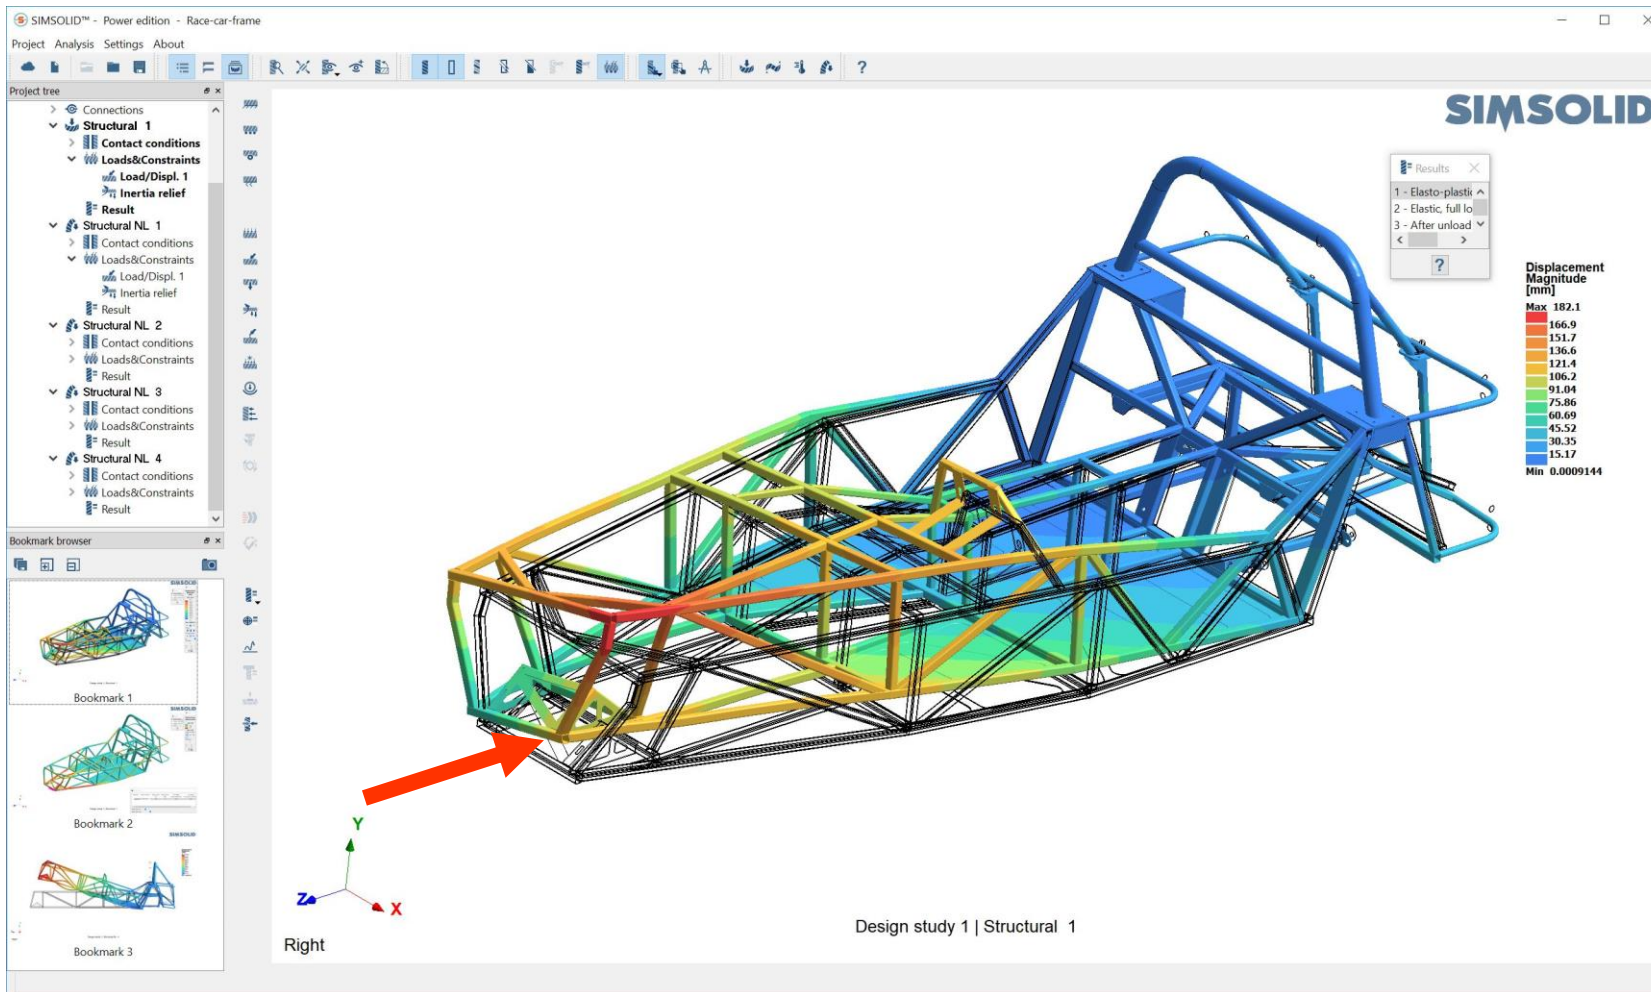 SIMSOLID™ - Power edition - Race-car-frame
Project Analysis Settings About
?
Project tree
Connections
Structural 1
Contact conditions
Loads&Constraints
Load/Displ. 1
Inertia relief
Result
Structural NL 1
Contact conditions
Loads&Constraints
Load/Displ. 1
Inertia relief
Result
Structural NL 2
Contact conditions
Loads&Constraints
Result
Structural NL 3
Contact conditions
Loads&Constraints
Result
Structural NL 4
Contact conditions
Loads&Constraints
Result
Bookmark browser
SIMSOLID
Bookmark 1
SIMSOLID
Bookmark 2
SIMSOLID
Bookmark 3
SIMSOLID
Results
1 - Elasto-plastic
2 - Elastic, full lo
3 - After unload
?
Displacement
Magnitude
[mm]
Max 182.1
166.9
151.7
136.6
121.4
106.2
91.04
75.86
60.69
45.52
30.35
15.17
Min 0.0009144
Y
Z
X
Right
Design study 1 | Structural 1